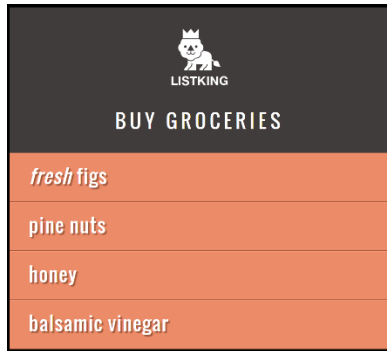 LISTKING
BUY GROCERIES
fresh figs
pine nuts
honey
balsamic vinegar